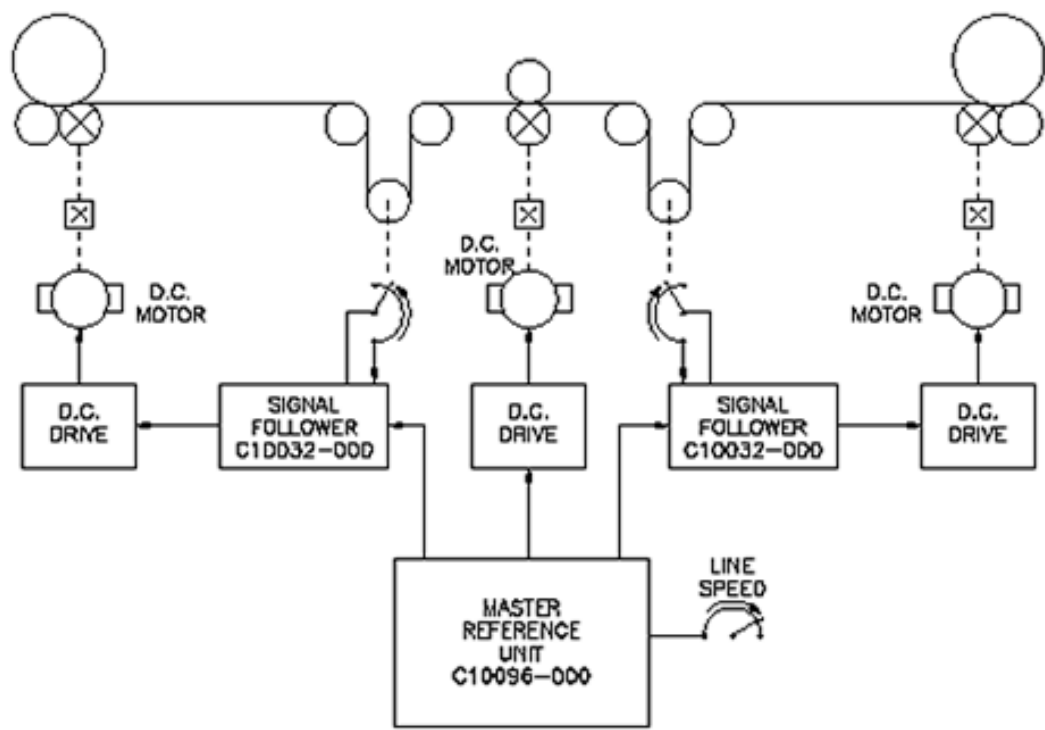 D.C.
MOTOR
D.C.
MOTOR
D.C.
MOTOR
D.C.
DRIVE
SIGNAL
FOLLOWER
C10032-000
D.C.
DRIVE
SIGNAL
FOLLOWER
C10032-000
D.C.
DRIVE
MASTER
REFERENCE
UNIT
C10096-000
LINE
SPEED